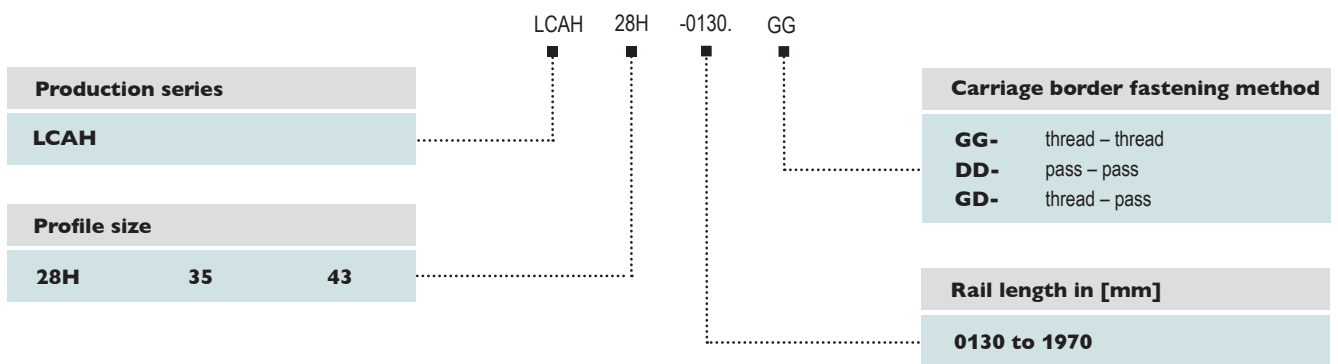 LCAH 28H -0130. GG
Production series
LCAH
Profile size
28H 35 43
Carriage border fastening method
GG- thread – thread
DD- pass – pass
GD- thread – pass
Rail length in [mm]
0130 to 1970